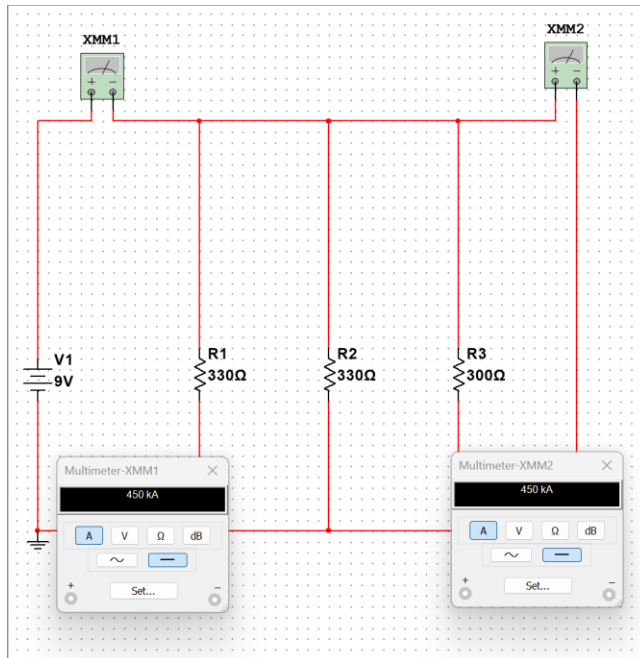 XMM1
XMM2
V1
9V
R1
330Ω
R2
330Ω
R3
300Ω
Multimeter-XMM1
450 kA
A V Ω dB
Set...
Multimeter-XMM2
450 kA
A V Ω dB
Set...